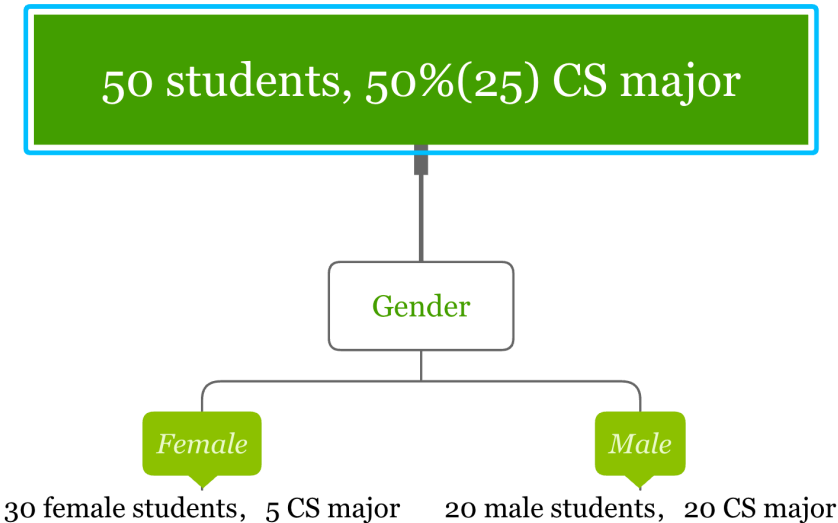 50 students, 50%(25) CS major
Gender
Female
Male
30 female students, 5 CS major
20 male students, 20 CS major